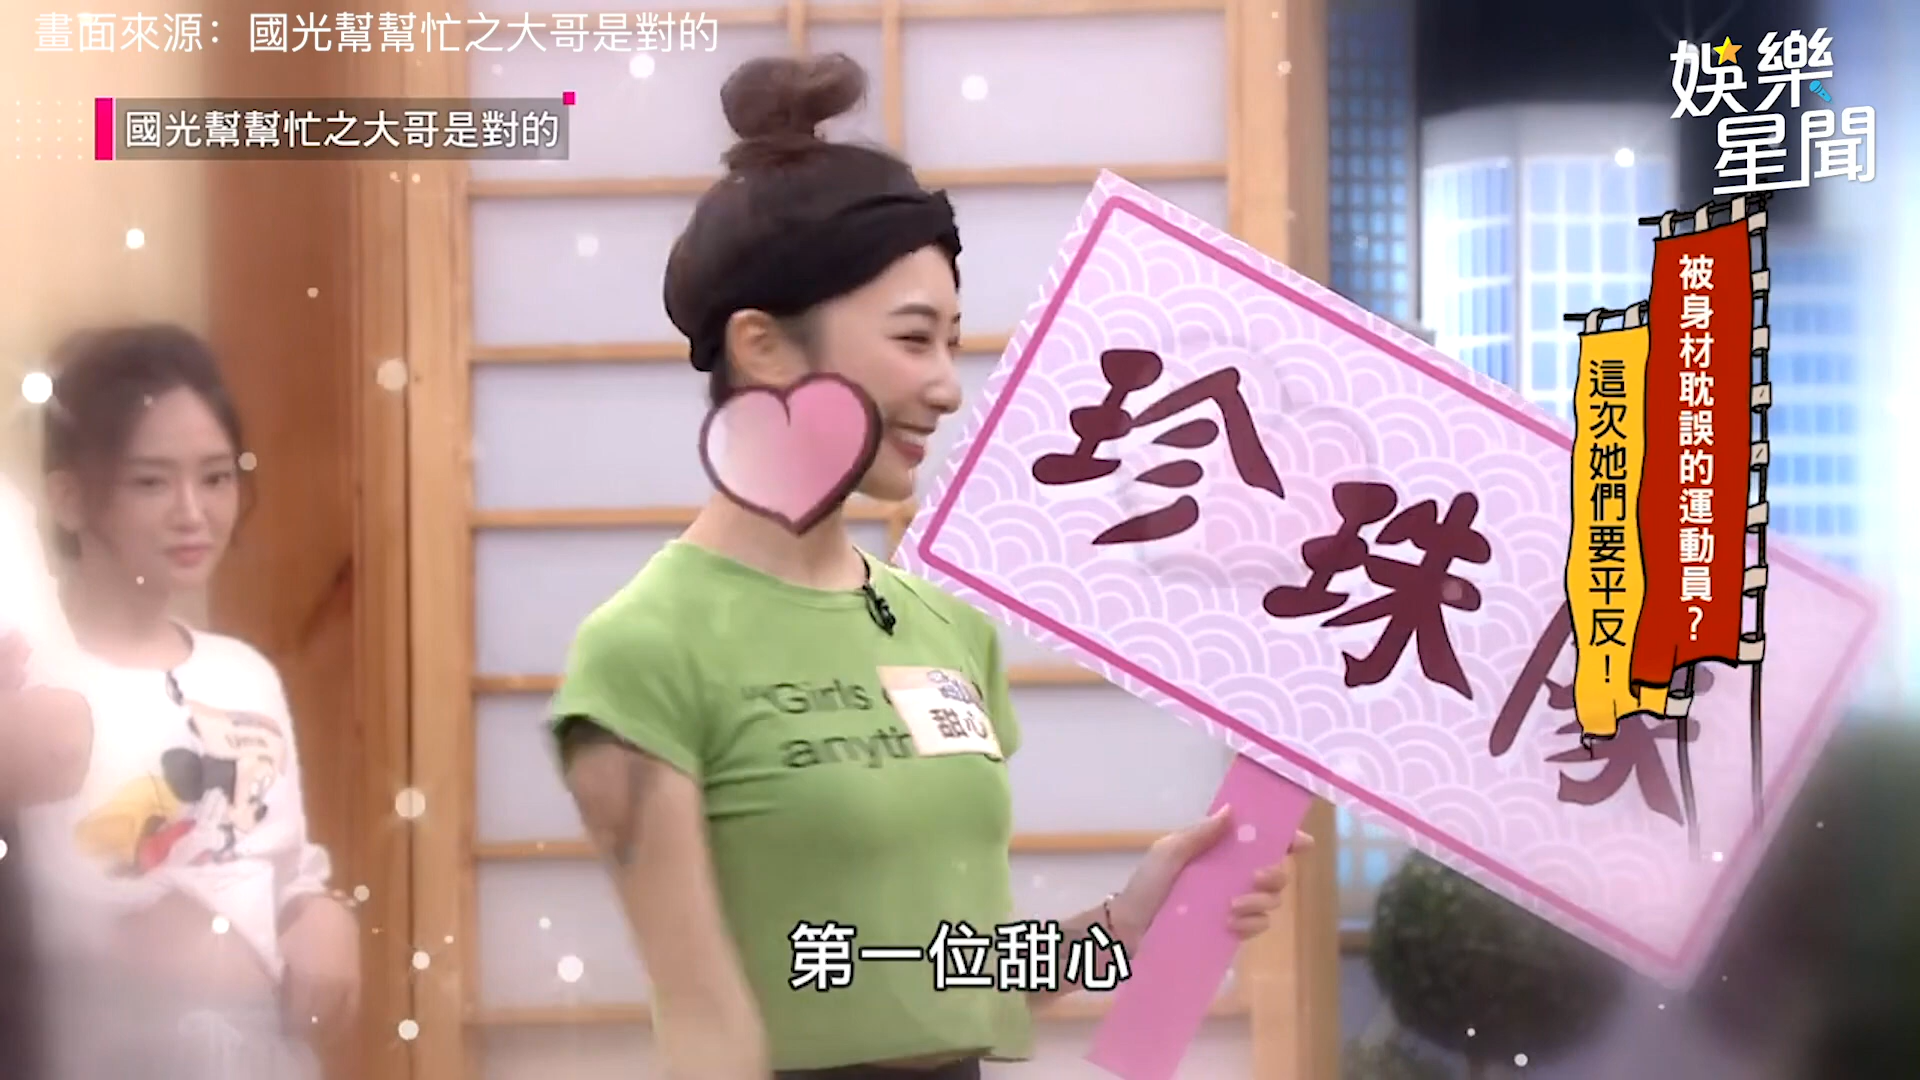 畫面來源：國光幫幫忙之大哥是對的
國光幫幫忙之大哥是對的
娛樂
星聞
被身材耽誤的運動員？
這次她們要平反！
珍珠
Girls
甜心
anyth
第一位甜心